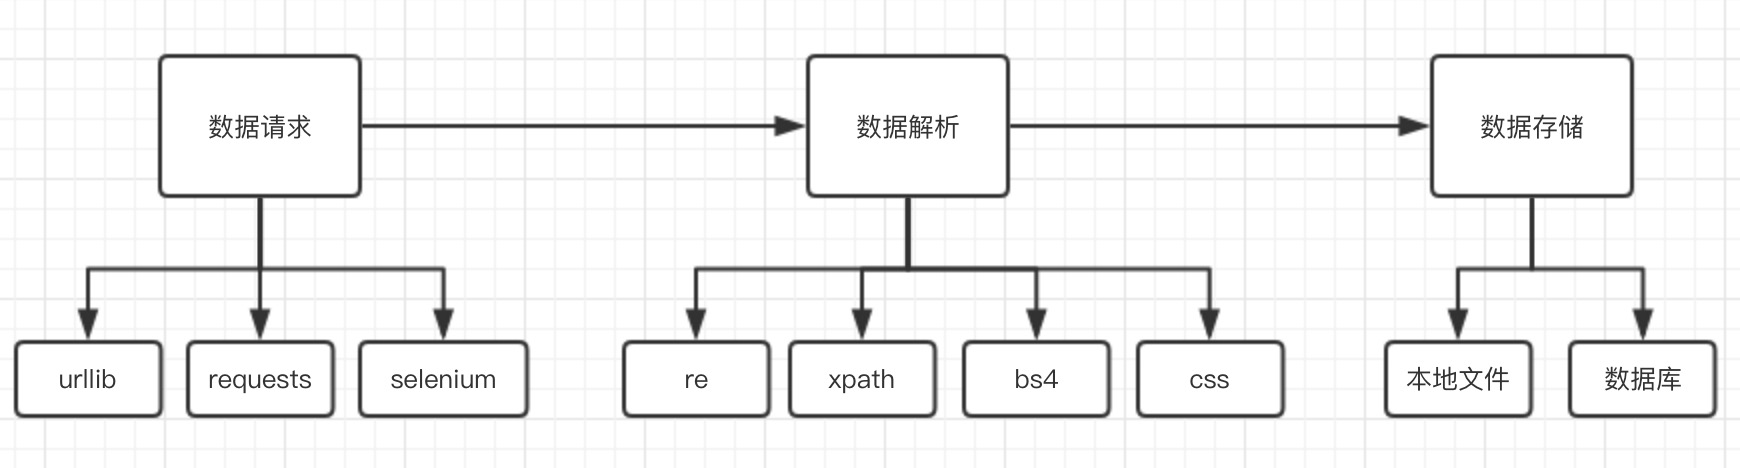 数据请求
数据解析
数据存储
urllib
requests
selenium
re
xpath
bs4
css
本地文件
数据库